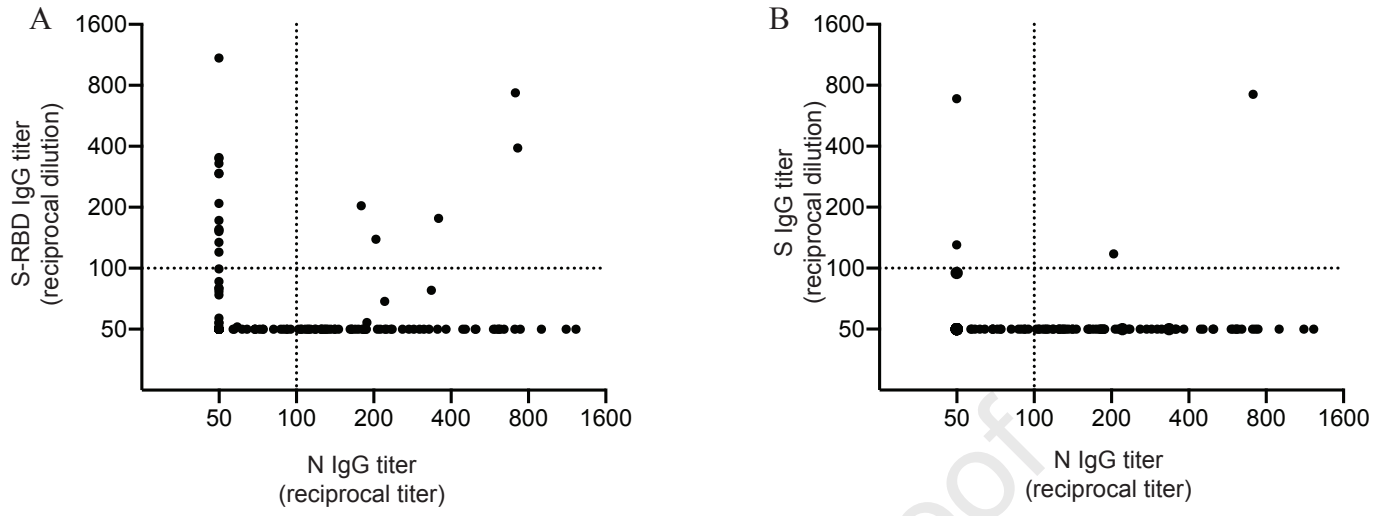 A
1600
800
400
200
100
50
S-RBD IgG titer
(reciprocal dilution)
50 100 200 400 800 1600
N IgG titer
(reciprocal titer)
B
1600
800
400
200
100
50
S IgG titer
(reciprocal dilution)
50 100 200 400 800 1600
N IgG titer
(reciprocal titer)